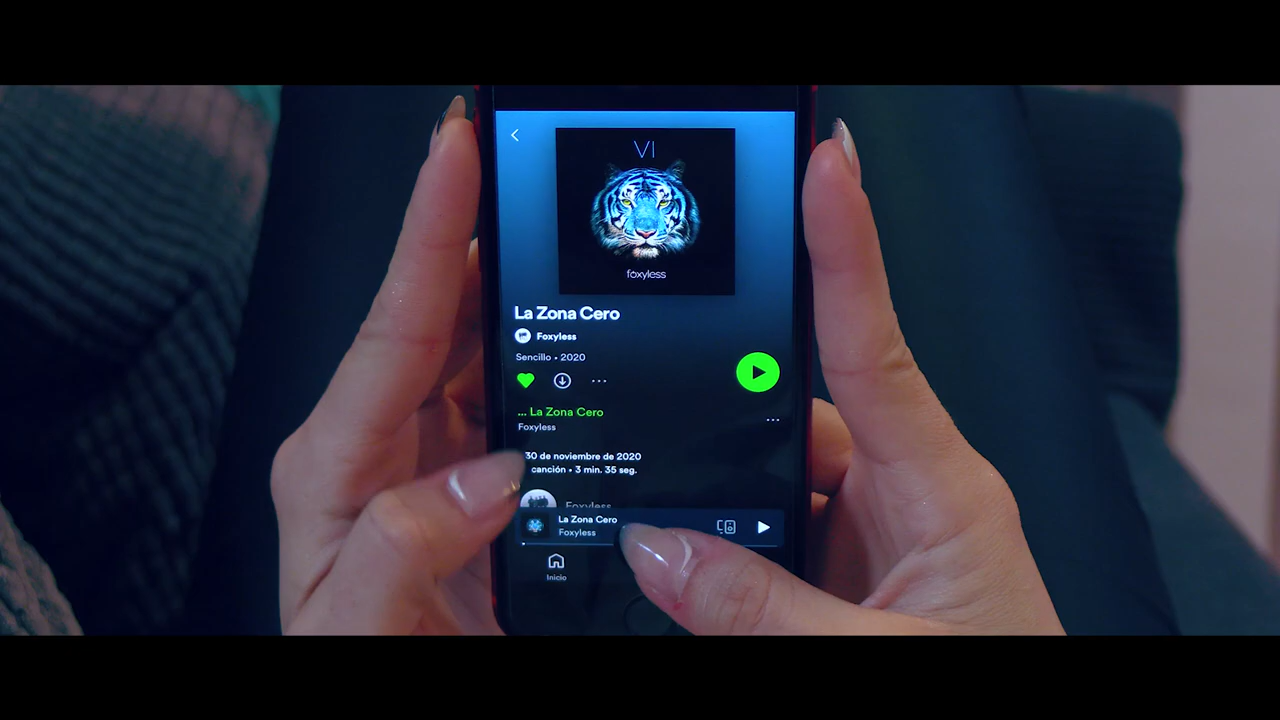 VI
foxyless
La Zona Cero
Foxyless
Sencillo • 2020
... La Zona Cero
Foxyless
30 de noviembre de 2020
canción • 3 min. 35 seg.
Foxyless
La Zona Cero
Foxyless
Inicio